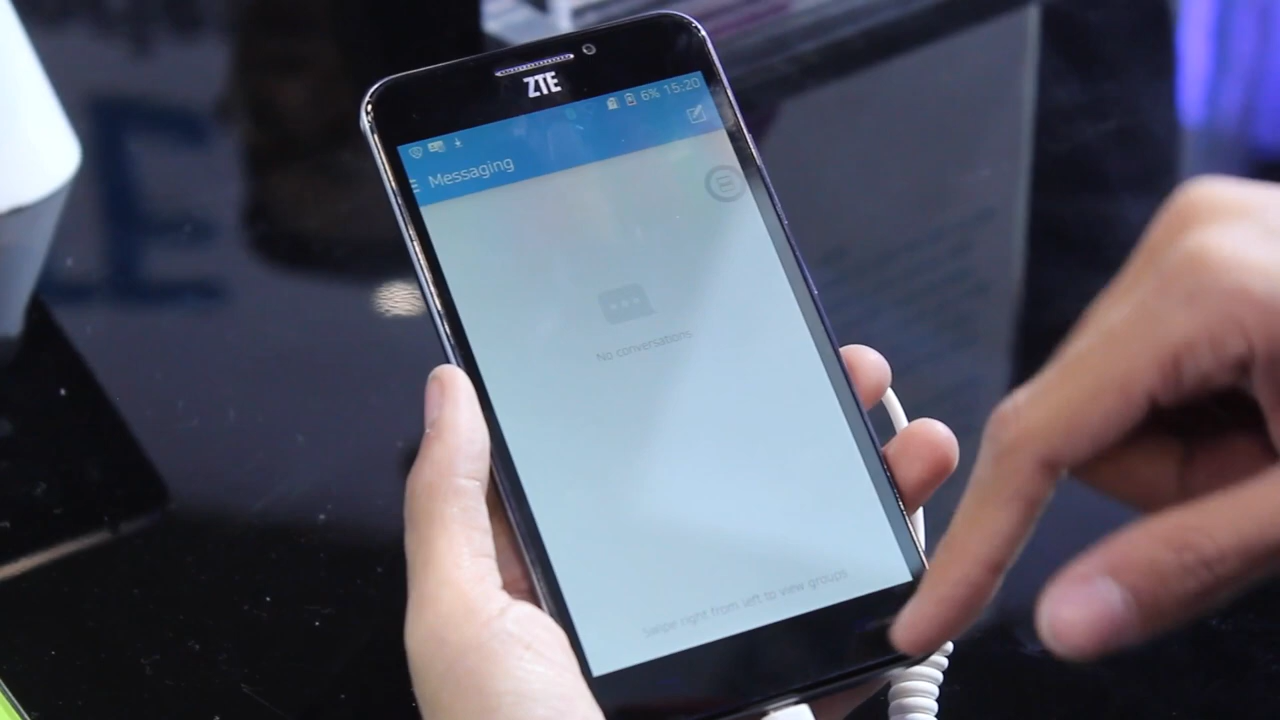 ZTE
6% 15:20
Messaging
No conversations
Swipe right from left to view groups